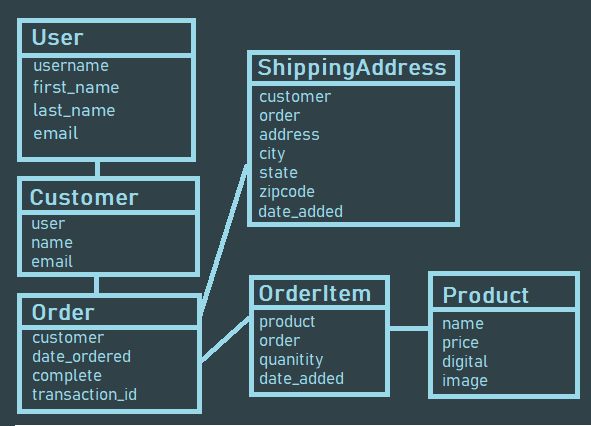 User
username
first_name
last_name
email
Customer
user
name
email
Order
customer
date_ordered
complete
transaction_id
ShippingAddress
customer
order
address
city
state
zipcode
date_added
OrderItem
product
order
quanitity
date_added
Product
name
price
digital
image